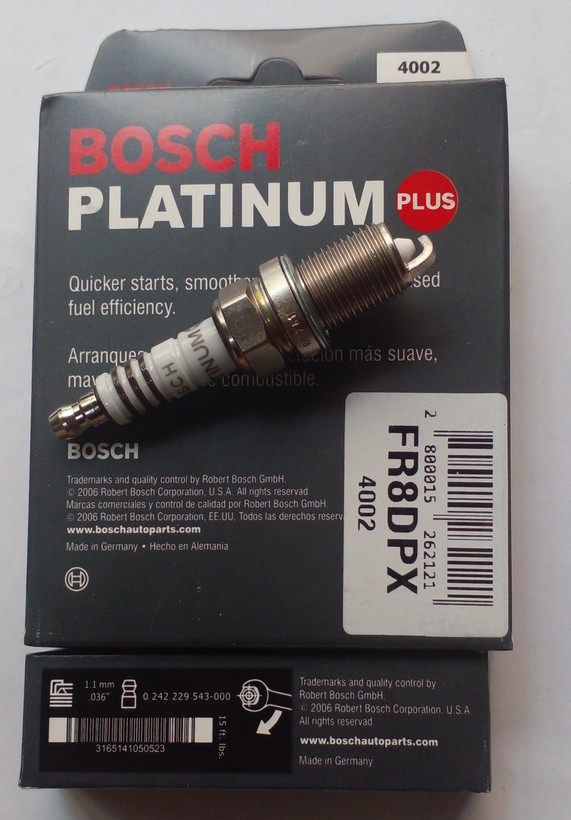 4002
BOSCH
PLATINUM PLUS
Quicker starts, smoother
fuel efficiency.
Arranque más suave,
combustible.
BOSCH
Trademarks and quality control by Robert Bosch GmbH.
© 2006 Robert Bosch Corporation, U.S.A. All rights reservad
Marcas comerciales y control de calidad por Robert Bosch GmbH.
© 2006 Robert Bosch Corporation, EE.UU. Todos las derechos
www.boschautoparts.com
Made in Germany • Hecho en Alemania
2 800015 262121
FR8DPX
4002
1.1 mm
.036"
0 242 229 543-000
3165141050523
15 ft. lbs.
Trademarks and quality control by
Robert Bosch GmbH.
© 2006 Robert Bosch Corporation, U.S.A.
All rights reservad
www.boschautoparts.com
Made in Germany